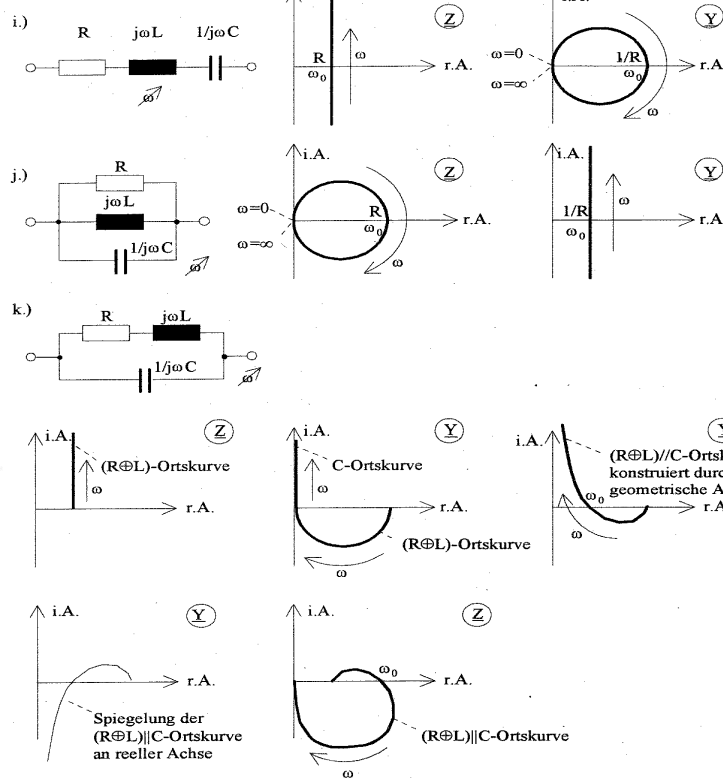 i.)
R jωL 1/jωC
ω
Z
R
ω0
ω
r.A.
i.A.
Y
ω=0
ω=∞
1/R
ω0
r.A.
ω
j.)
R
jωL
1/jωC
ω
i.A.
Z
ω=0
ω=∞
R
ω0
r.A.
ω
i.A.
Y
1/R
ω0
ω
r.A.
k.)
R jωL
1/jωC
ω
i.A.
Z
(R⊕L)-Ortskurve
ω
r.A.
i.A.
Y
C-Ortskurve
ω
r.A.
(R⊕L)-Ortskurve
ω
i.A.
Y
(R⊕L)//C-Ortsk
konstruiert durc
geometrische A
ω0
r.A.
ω
i.A.
Y
r.A.
Spiegelung der
(R⊕L)||C-Ortskurve
an reeller Achse
i.A.
Z
ω0
r.A.
(R⊕L)||C-Ortskurve
ω